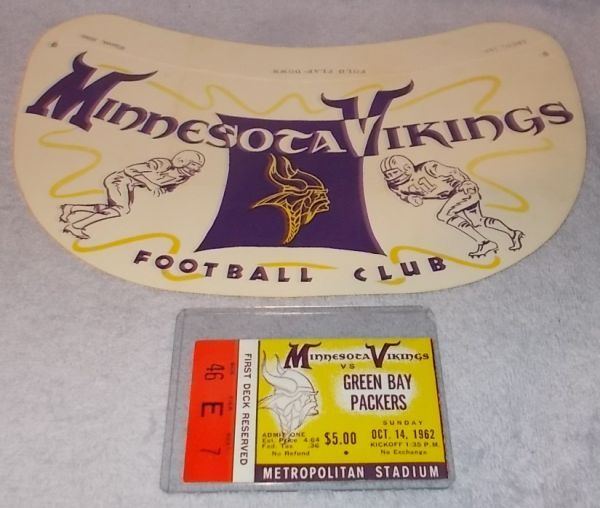 FOLD FLAP DOWN
MINNESOTA VIKINGS
FOOTBALL CLUB
46 E 7
FIRST DECK RESERVED
MINNESOTA VIKINGS
VS
GREEN BAY
PACKERS
SUNDAY
OCT. 14, 1962
KICKOFF 1:35 P.M.
No Exchange
ADMIT ONE
Est. Price 4.64
Fed. Tax .36
No Refund
$5.00
METROPOLITAN STADIUM